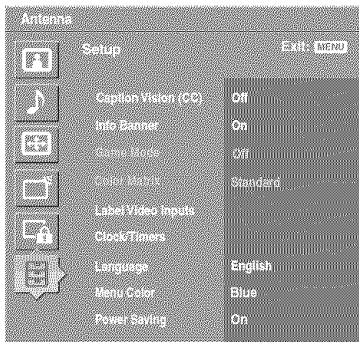 Antenna
Setup Exit: MENU
Caption Vision (CC) Off
Info Banner On
Game Mode Off
Color Matrix Standard
Label Video Inputs
Clock/Timers
Language English
Menu Color Blue
Power Saving On